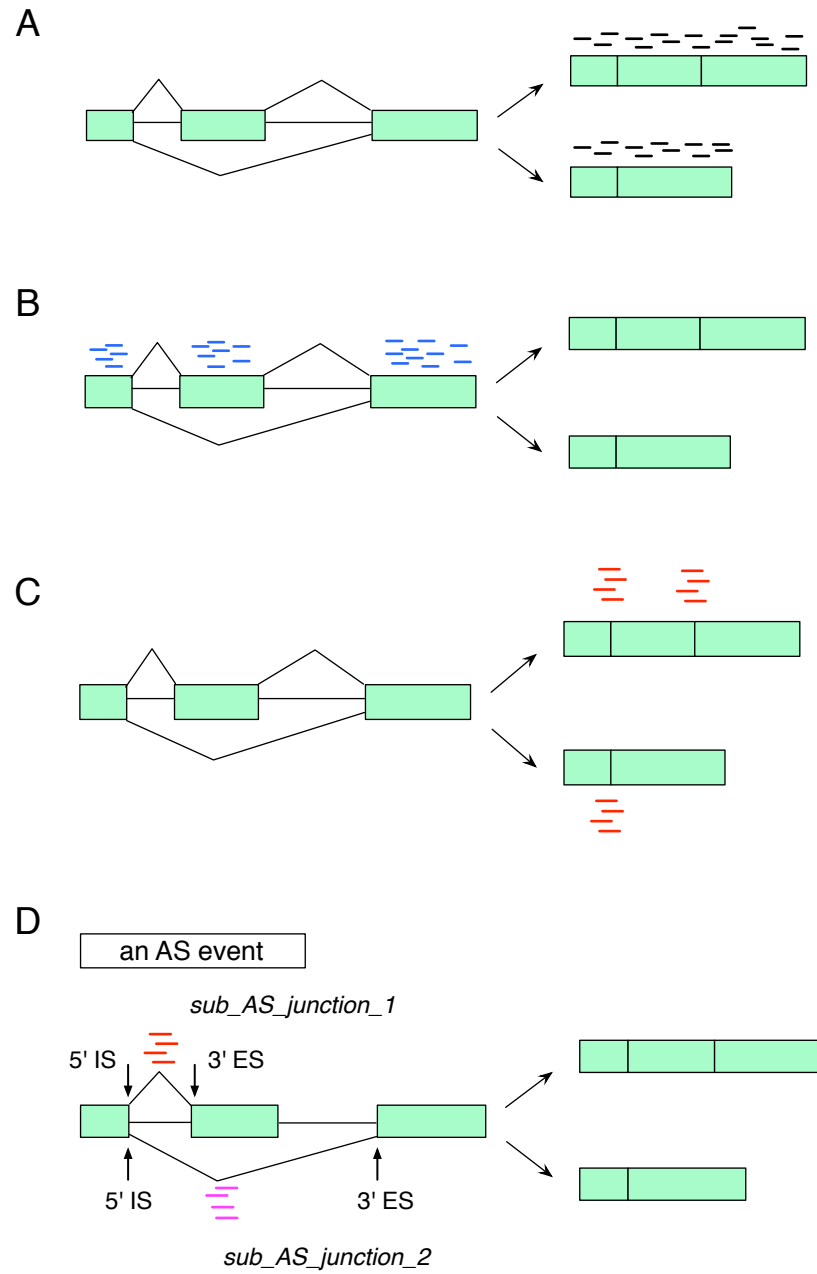 A
B
C
D
an AS event
sub_AS_junction_1
5' IS
3' ES
5' IS
3' ES
sub_AS_junction_2